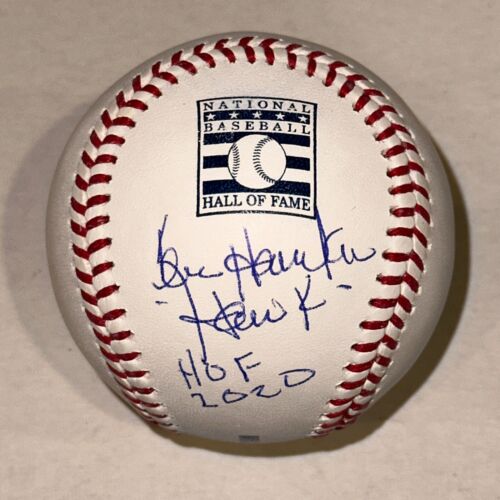 NATIONAL
BASEBALL
HALL OF FAME
Ken Harrelson
"Hawk"
HOF
2020